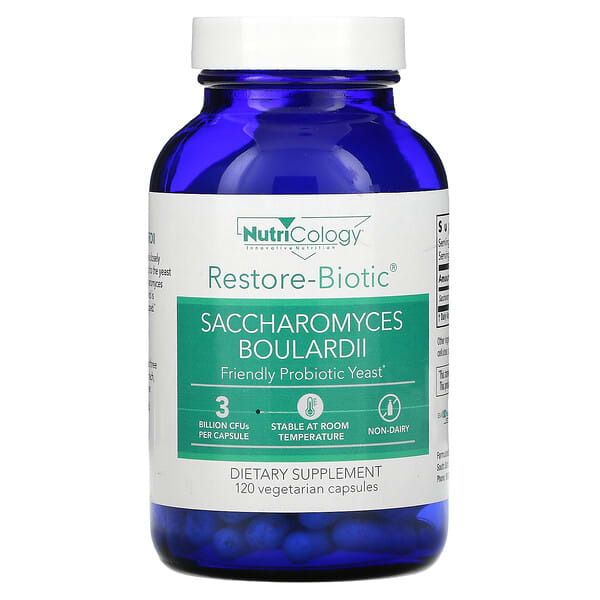 NutriCology®
Innovative Nutrition
Restore-Biotic®
SACCHAROMYCES
BOULARDII
Friendly Probiotic Yeast*
3
BILLION CFUs
PER CAPSULE
STABLE AT ROOM
TEMPERATURE
NON-DAIRY
DIETARY SUPPLEMENT
120 vegetarian capsules